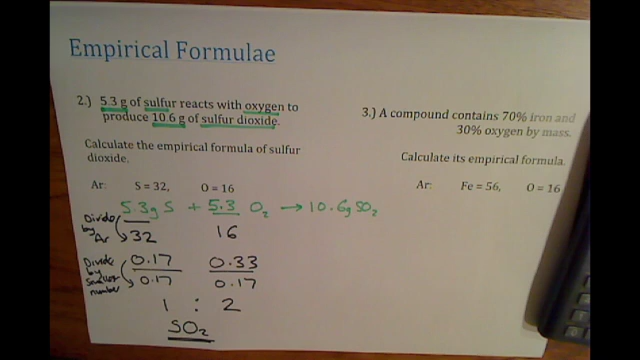 Empirical Formulae
2.) 5.3 g of sulfur reacts with oxygen to
produce 10.6 g of sulfur dioxide.
Calculate the empirical formula of sulfur
dioxide.
Ar: S = 32, O = 16
5.3g S + 5.3 O₂ → 10.6g SO₂
Divide by Ar 32 16
0.17 0.33
Divide by smallest number 0.17 0.17
1 : 2
SO₂
3.) A compound contains 70% iron and
30% oxygen by mass.
Calculate its empirical formula.
Ar: Fe = 56, O = 16